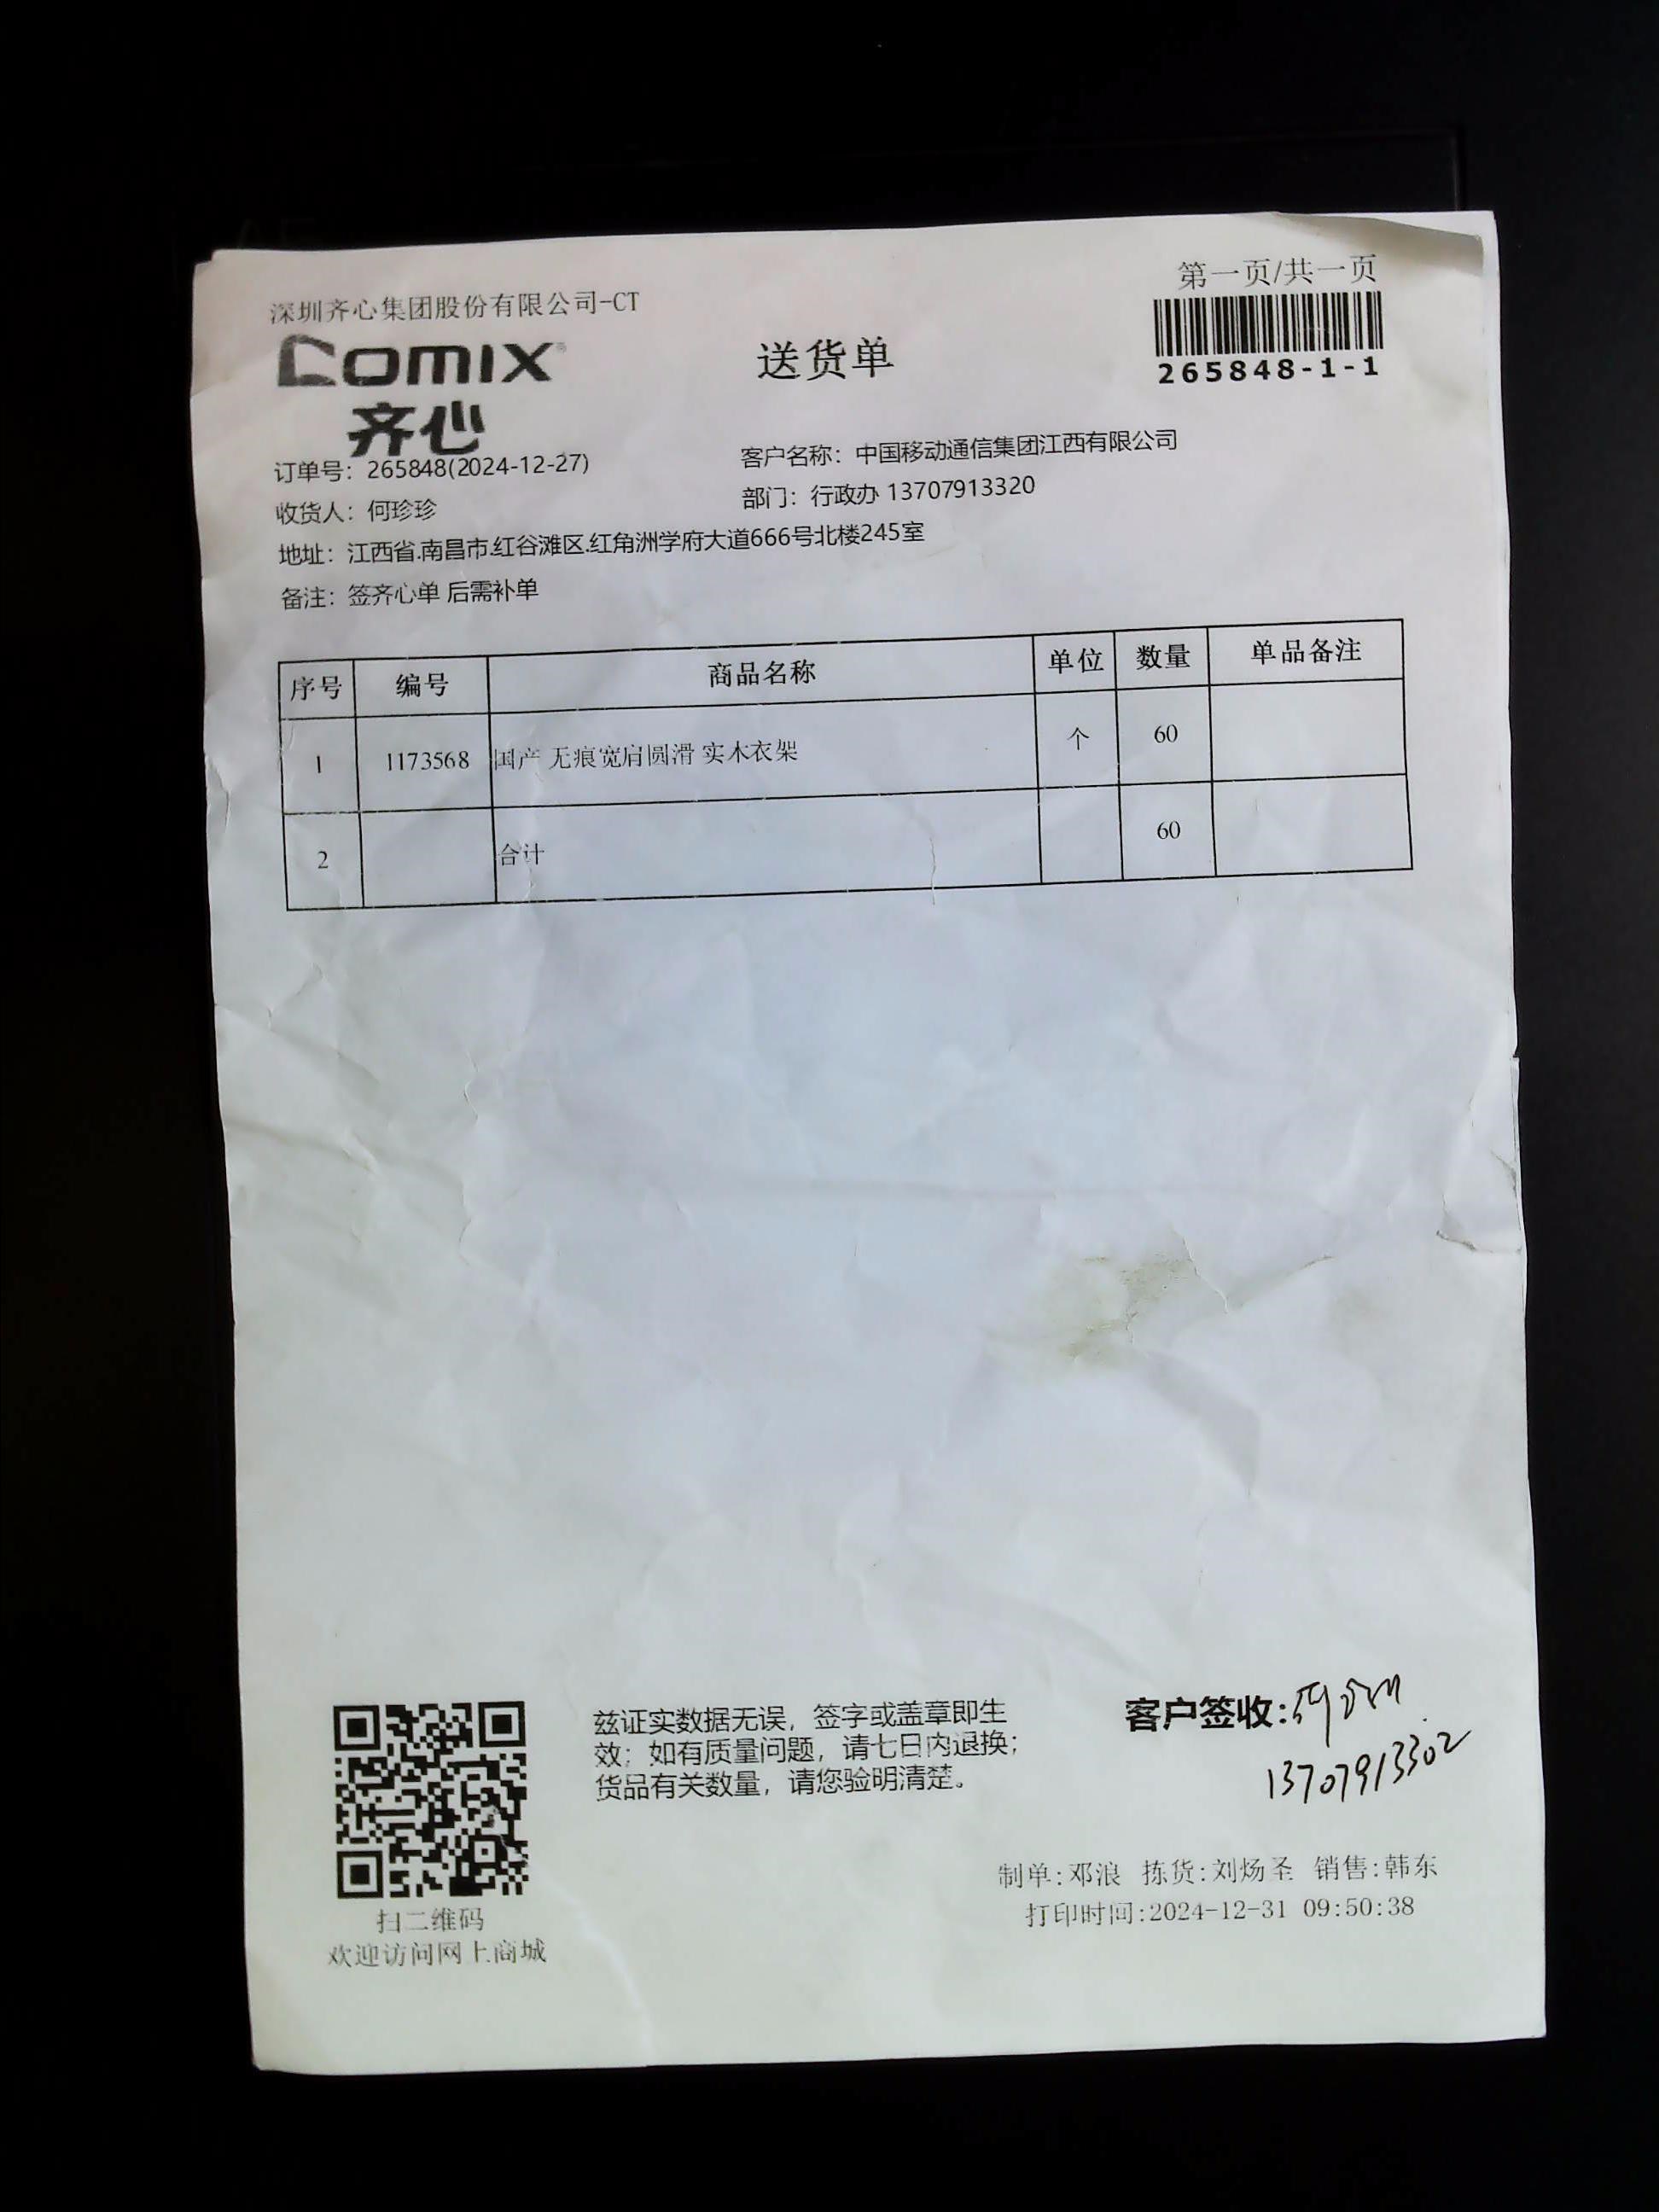 第一页/共一页
深圳齐心集团股份有限公司-CT
comix
齐心
送货单
265848-1-1
订单号：265848(2024-12-27)
客户名称：中国移动通信集团江西有限公司
收货人：何珍珍
部门：行政办 13707913320
地址：江西省.南昌市.红谷滩区.红角洲学府大道666号北楼245室
备注：签齐心单 后需补单
序号 编号 商品名称 单位 数量 单品备注
1 1173568 国产 无痕宽肩圆滑 实木衣架 个 60
2 合计 60
兹证实数据无误，签字或盖章即生
效；如有质量问题，请七日内退换；
货品有关数量，请您验明清楚。
客户签收:
13707913302
制单:邓浪 拣货:刘炀圣 销售:韩东
打印时间:2024-12-31 09:50:38
扫二维码
欢迎访问网上商城